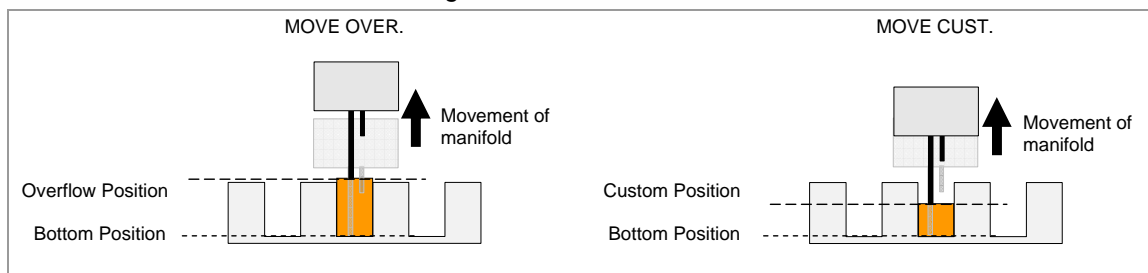 MOVE OVER.
Movement of
manifold
Overflow Position
Bottom Position
MOVE CUST.
Movement of
manifold
Custom Position
Bottom Position